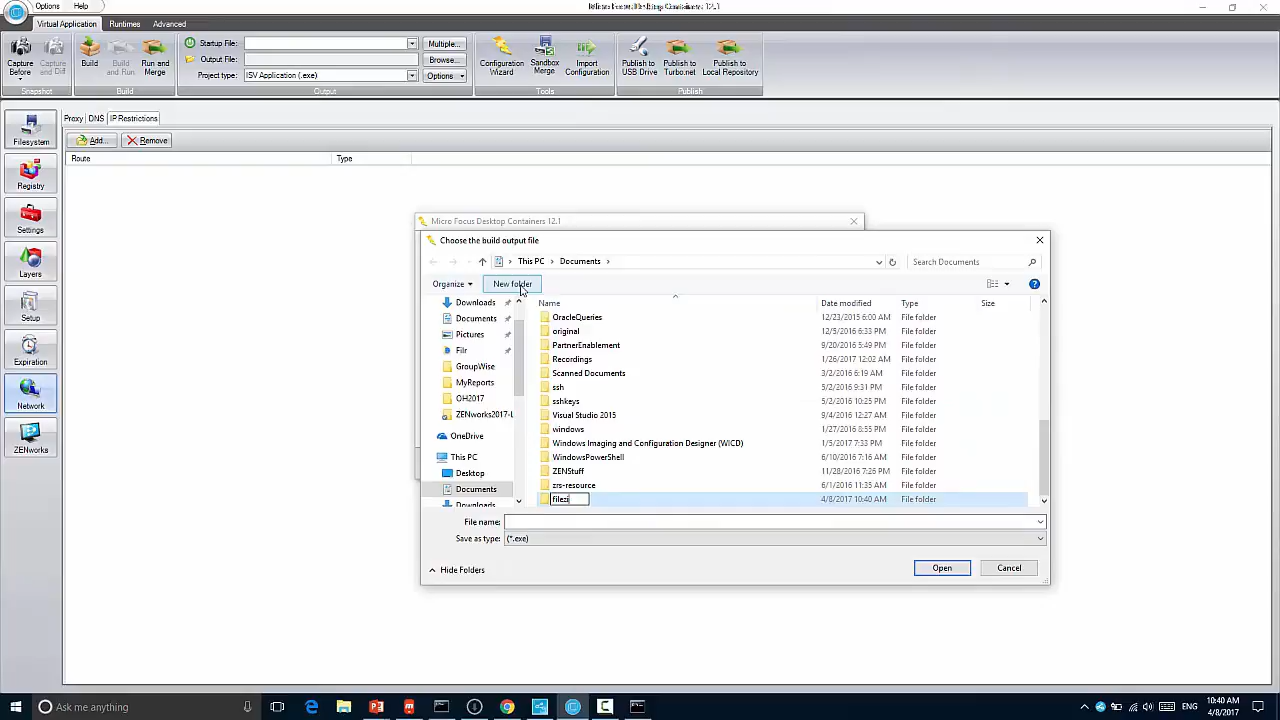 Options Help
Micro Focus Desktop Containers 12.1
Virtual Application Runtimes Advanced
Capture Before
Capture and Diff
Snapshot
Build
Build and Run
Run and Merge
Build
Startup File:
Multiple...
Output File:
Browse...
Project type: ISV Application (.exe)
Options
Output
Configuration Wizard
Sandbox Merge
Import Configuration
Tools
Publish to USB Drive
Publish to Turbo.net
Publish to Local Repository
Publish
Filesystem
Registry
Settings
Layers
Setup
Expiration
Network
ZENworks
Proxy DNS IP Restrictions
Add... Remove
Route Type
Micro Focus Desktop Containers 12.1
Choose the build output file
This PC > Documents >
Search Documents
Organize New folder
Downloads
Documents
Pictures
Filr
GroupWise
MyReports
OH2017
ZENworks2017-L
OneDrive
This PC
Desktop
Documents
Downloads
Name Date modified Type Size
OracleQueries 12/23/2015 6:00 AM File folder
original 12/5/2016 6:33 PM File folder
PartnerEnablement 9/20/2016 5:49 PM File folder
Recordings 1/26/2017 12:02 AM File folder
Scanned Documents 3/2/2016 6:19 AM File folder
ssh 5/2/2016 9:31 PM File folder
sshkeys 5/2/2016 10:25 PM File folder
Visual Studio 2015 9/4/2016 12:27 AM File folder
windows 1/27/2016 8:55 PM File folder
Windows Imaging and Configuration Designer (WICD) 1/5/2017 7:33 PM File folder
WindowsPowerShell 6/10/2016 7:16 AM File folder
ZENStuff 11/28/2016 7:26 PM File folder
zrs-resource 6/1/2016 11:35 AM File folder
filezi 4/8/2017 10:40 AM File folder
File name:
Save as type: (*.exe)
Hide Folders
Open Cancel
Ask me anything
ENG
10:40 AM
4/8/2017